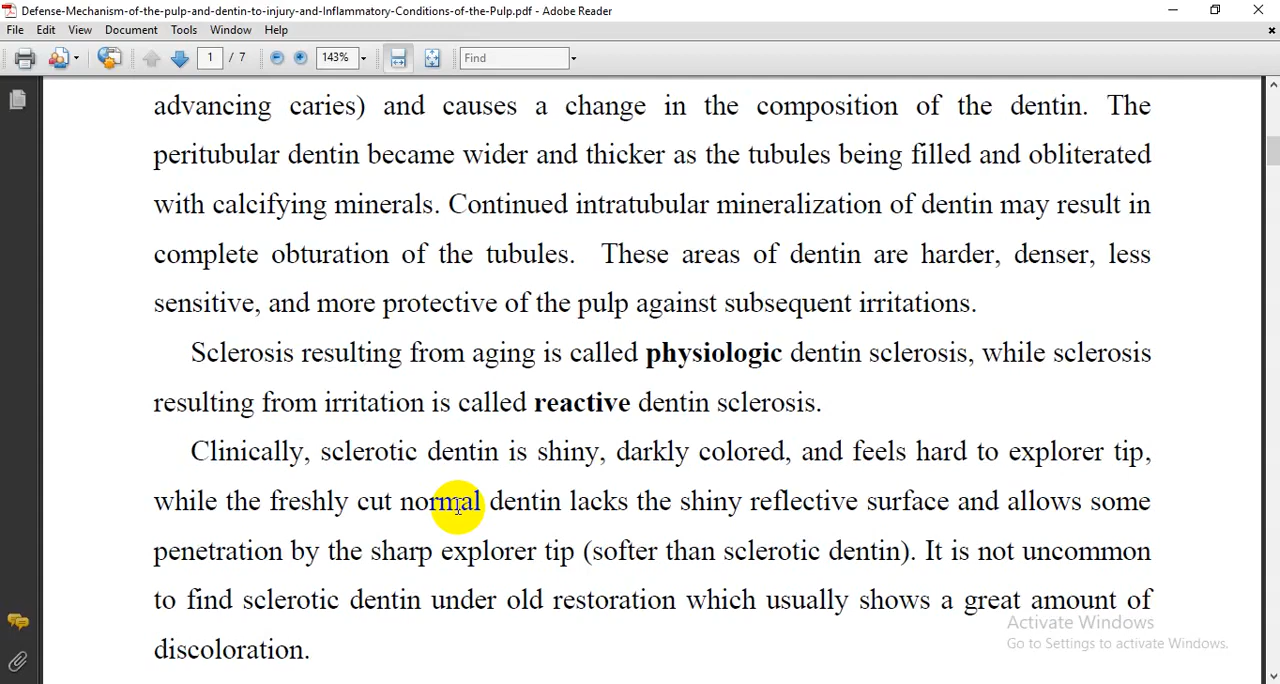 Defense-Mechanism-of-the-pulp-and-dentin-to-injury-and-Inflammatory-Conditions-of-the-Pulp.pdf - Adobe Reader
File Edit View Document Tools Window Help
1 / 7 143% Find
advancing caries) and causes a change in the composition of the dentin. The
peritubular dentin became wider and thicker as the tubules being filled and obliterated
with calcifying minerals. Continued intratubular mineralization of dentin may result in
complete obturation of the tubules. These areas of dentin are harder, denser, less
sensitive, and more protective of the pulp against subsequent irritations.
Sclerosis resulting from aging is called physiologic dentin sclerosis, while sclerosis
resulting from irritation is called reactive dentin sclerosis.
Clinically, sclerotic dentin is shiny, darkly colored, and feels hard to explorer tip,
while the freshly cut normal dentin lacks the shiny reflective surface and allows some
penetration by the sharp explorer tip (softer than sclerotic dentin). It is not uncommon
to find sclerotic dentin under old restoration which usually shows a great amount of
discoloration.
Activate Windows
Go to Settings to activate Windows.